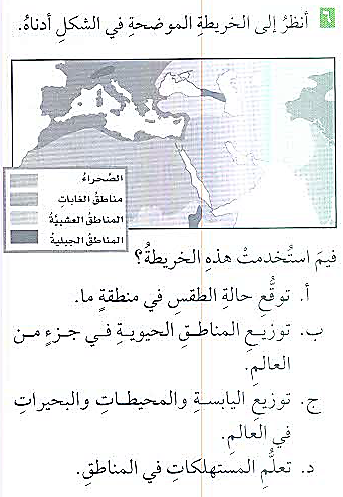 ٦ أنظرُ إلى الخريطةِ الموضحةِ في الشكلِ أدناهُ.
الصّحراءُ
مناطقُ الغاباتِ
المناطقُ العشبيّةُ
المناطقُ الجبليةُ
فيمَ استُخدمتْ هذهِ الخريطةُ؟
أ. توقُّعِ حالةِ الطقسِ في منطقةٍ ما.
ب. توزيعِ المناطقِ الحيويةِ في جزءٍ من
العالمِ.
ج. توزيعِ اليابسةِ والمحيطاتِ والبحيراتِ
في العالمِ.
د. تعلُّمِ المستهلكاتِ في المناطقِ.